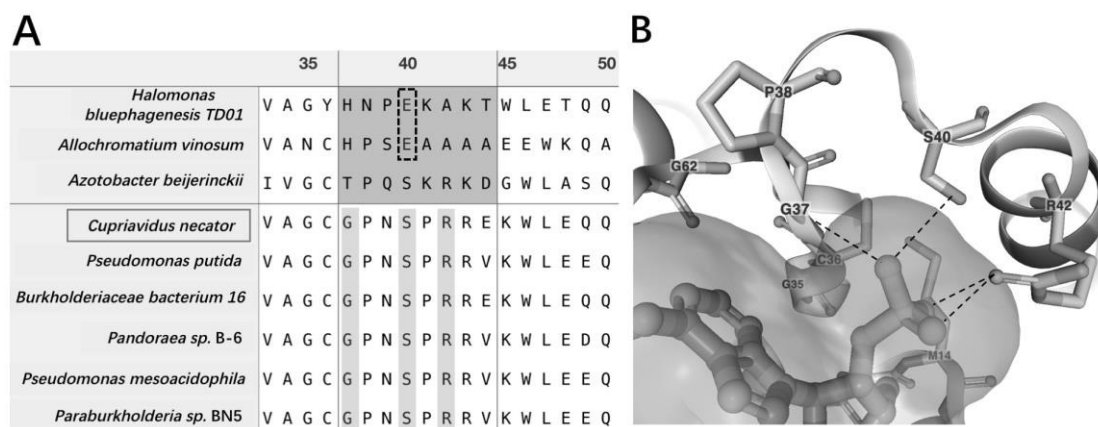 A
35 40 45 50
Halomonas
bluephagenesis TD01 V A G Y H N P E K A K T W L E T Q Q
Allochromatium vinosum V A N C H P S E A A A A E E W K Q A
Azotobacter beijerinckii I V G C T P Q S K R K D G W L A S Q
Cupriavidus necator V A G C G P N S P R R E K W L E Q Q
Pseudomonas putida V A G C G P N S P R R V K W L E E Q
Burkholderiaceae bacterium 16 V A G C G P N S P R R E K W L E Q Q
Pandoraea sp. B-6 V A G C G P N S P R R V K W L E D Q
Pseudomonas mesoacidophila V A G C G P N S P R R V K W L E E Q
Paraburkholderia sp. BN5 V A G C G P N S P R R V K W L E E Q
B
P38
S40
G62
G37
R42
C36
G35
M14